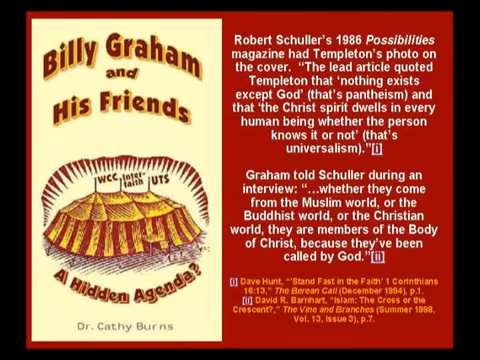 Billy Graham
and
His Friends
WCC Inter-faith UTS
A Hidden Agenda?
Dr. Cathy Burns
Robert Schuller's 1986 Possibilities
magazine had Templeton's photo on
the cover. "The lead article quoted
Templeton that 'nothing exists
except God' (that's pantheism) and
that 'the Christ spirit dwells in every
human being whether the person
knows it or not' (that's
universalism)."[i]
Graham told Schuller during an
interview: "…whether they come
from the Muslim world, or the
Buddhist world, or the Christian
world, they are members of the Body
of Christ, because they've been
called by God."[ii]
[i] Dave Hunt, "'Stand Fast in the Faith' 1 Corinthians
16:13," The Berean Call (December 1994), p.1.
[ii] David R. Barnhart, "Islam: The Cross or the
Crescent?," The Vine and Branches (Summer 1998,
Vol. 13, Issue 3), p.7.